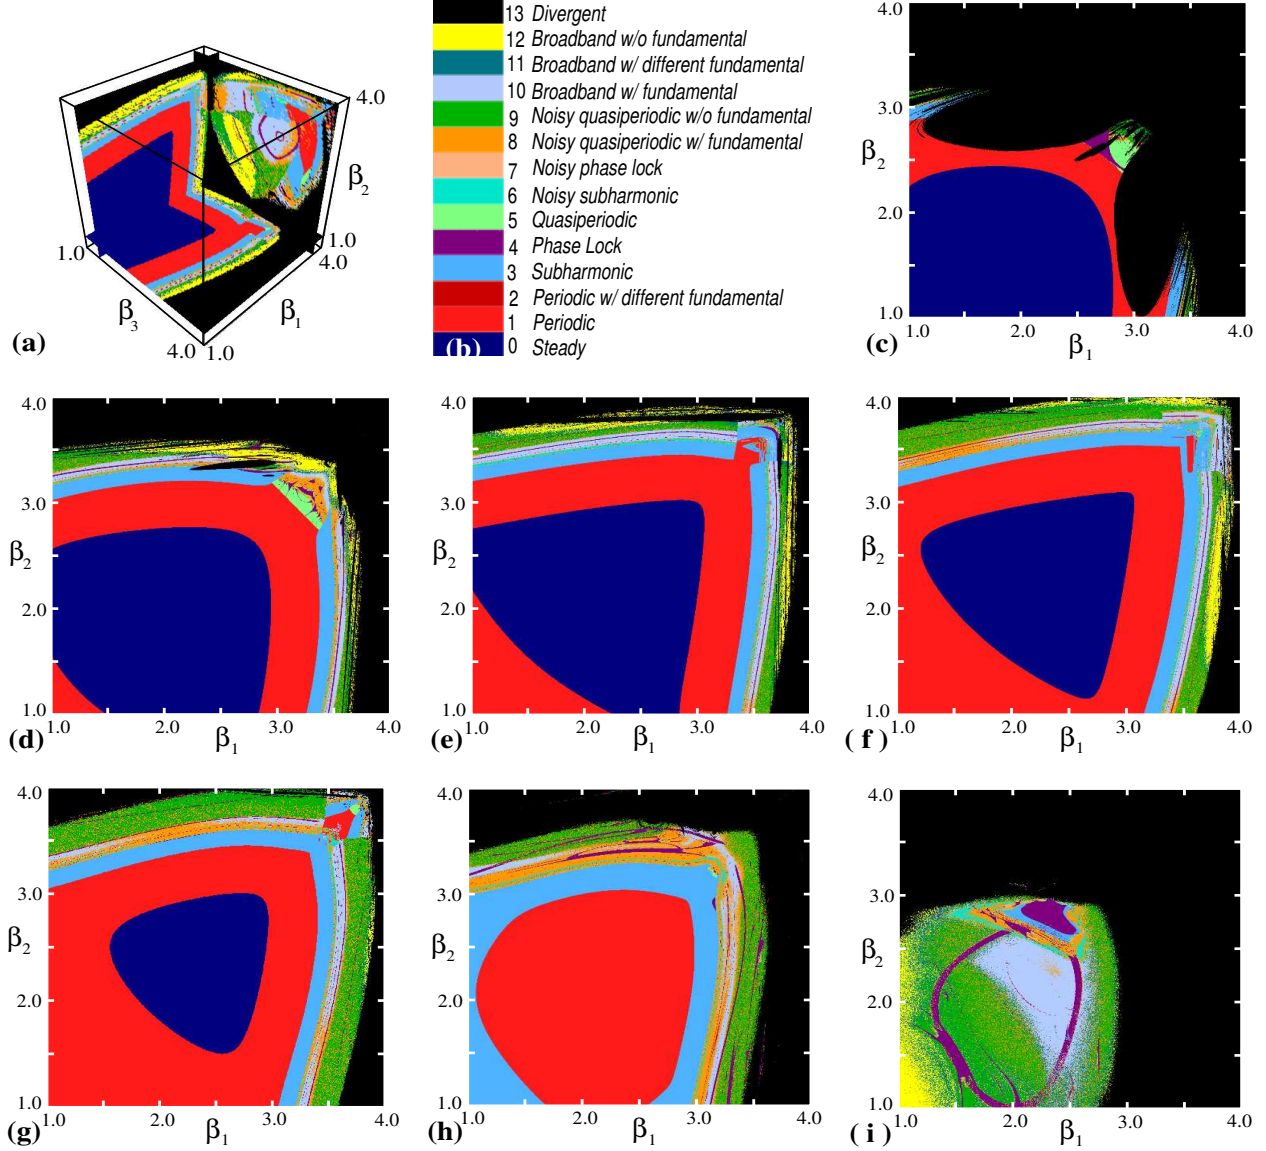 4.0
β2
1.0
1.0
4.0
β3
β1
4.0
1.0
(a)
13 Divergent
12 Broadband w/o fundamental
11 Broadband w/ different fundamental
10 Broadband w/ fundamental
9 Noisy quasiperiodic w/o fundamental
8 Noisy quasiperiodic w/ fundamental
7 Noisy phase lock
6 Noisy subharmonic
5 Quasiperiodic
4 Phase Lock
3 Subharmonic
2 Periodic w/ different fundamental
1 Periodic
0 Steady
(b)
4.0
3.0
β2
2.0
1.0
1.0 2.0 3.0 4.0
(c) β1
4.0
3.0
β2
2.0
1.0
1.0 2.0 3.0 4.0
(d) β1
4.0
3.0
β2
2.0
1.0
1.0 2.0 3.0 4.0
(e) β1
4.0
3.0
β2
2.0
1.0
1.0 2.0 3.0 4.0
( f ) β1
4.0
3.0
β2
2.0
1.0
1.0 2.0 3.0 4.0
(g) β1
4.0
3.0
β2
2.0
1.0
1.0 2.0 3.0 4.0
(h) β1
4.0
3.0
β2
2.0
1.0
1.0 2.0 3.0 4.0
( i ) β1